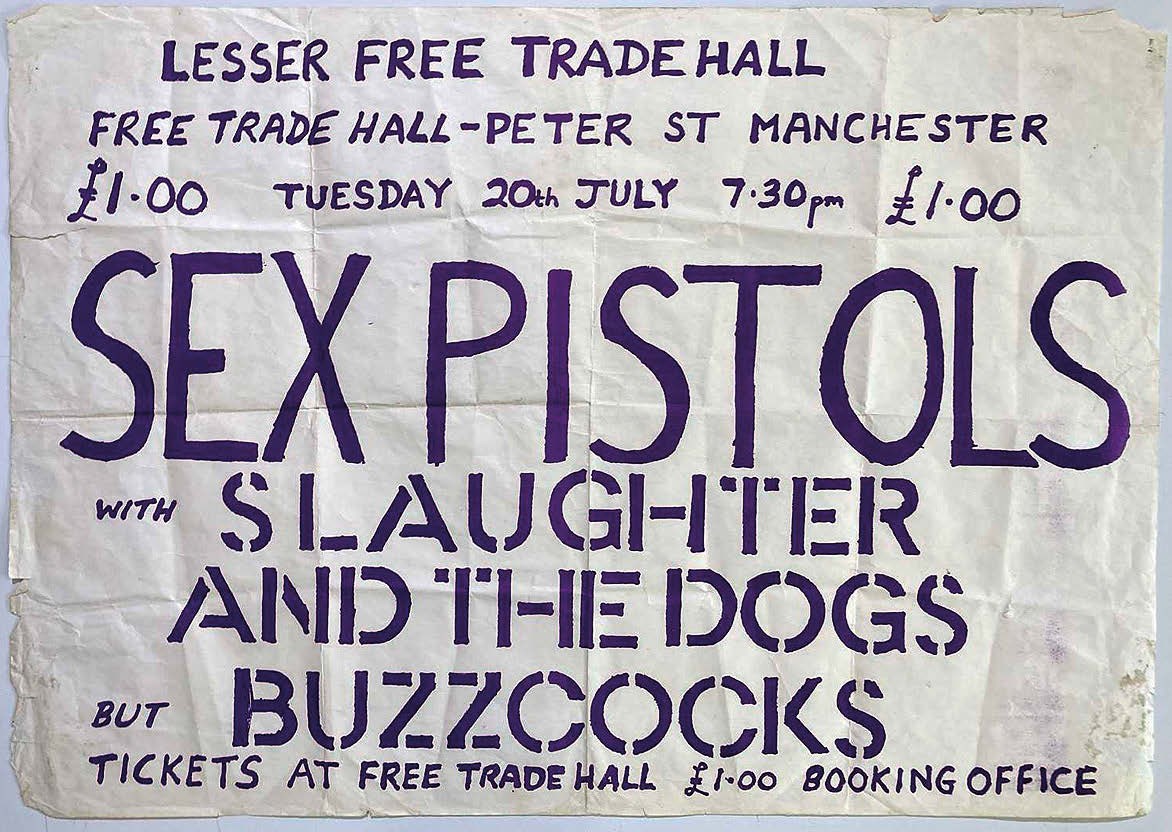 LESSER FREE TRADE HALL
FREE TRADE HALL-PETER ST MANCHESTER
£1·00 TUESDAY 20th JULY 7·30pm £1·00
SEX PISTOLS
WITH SLAUGHTER
AND THE DOGS
BUT BUZZCOCKS
TICKETS AT FREE TRADE HALL £1·00 BOOKING OFFICE